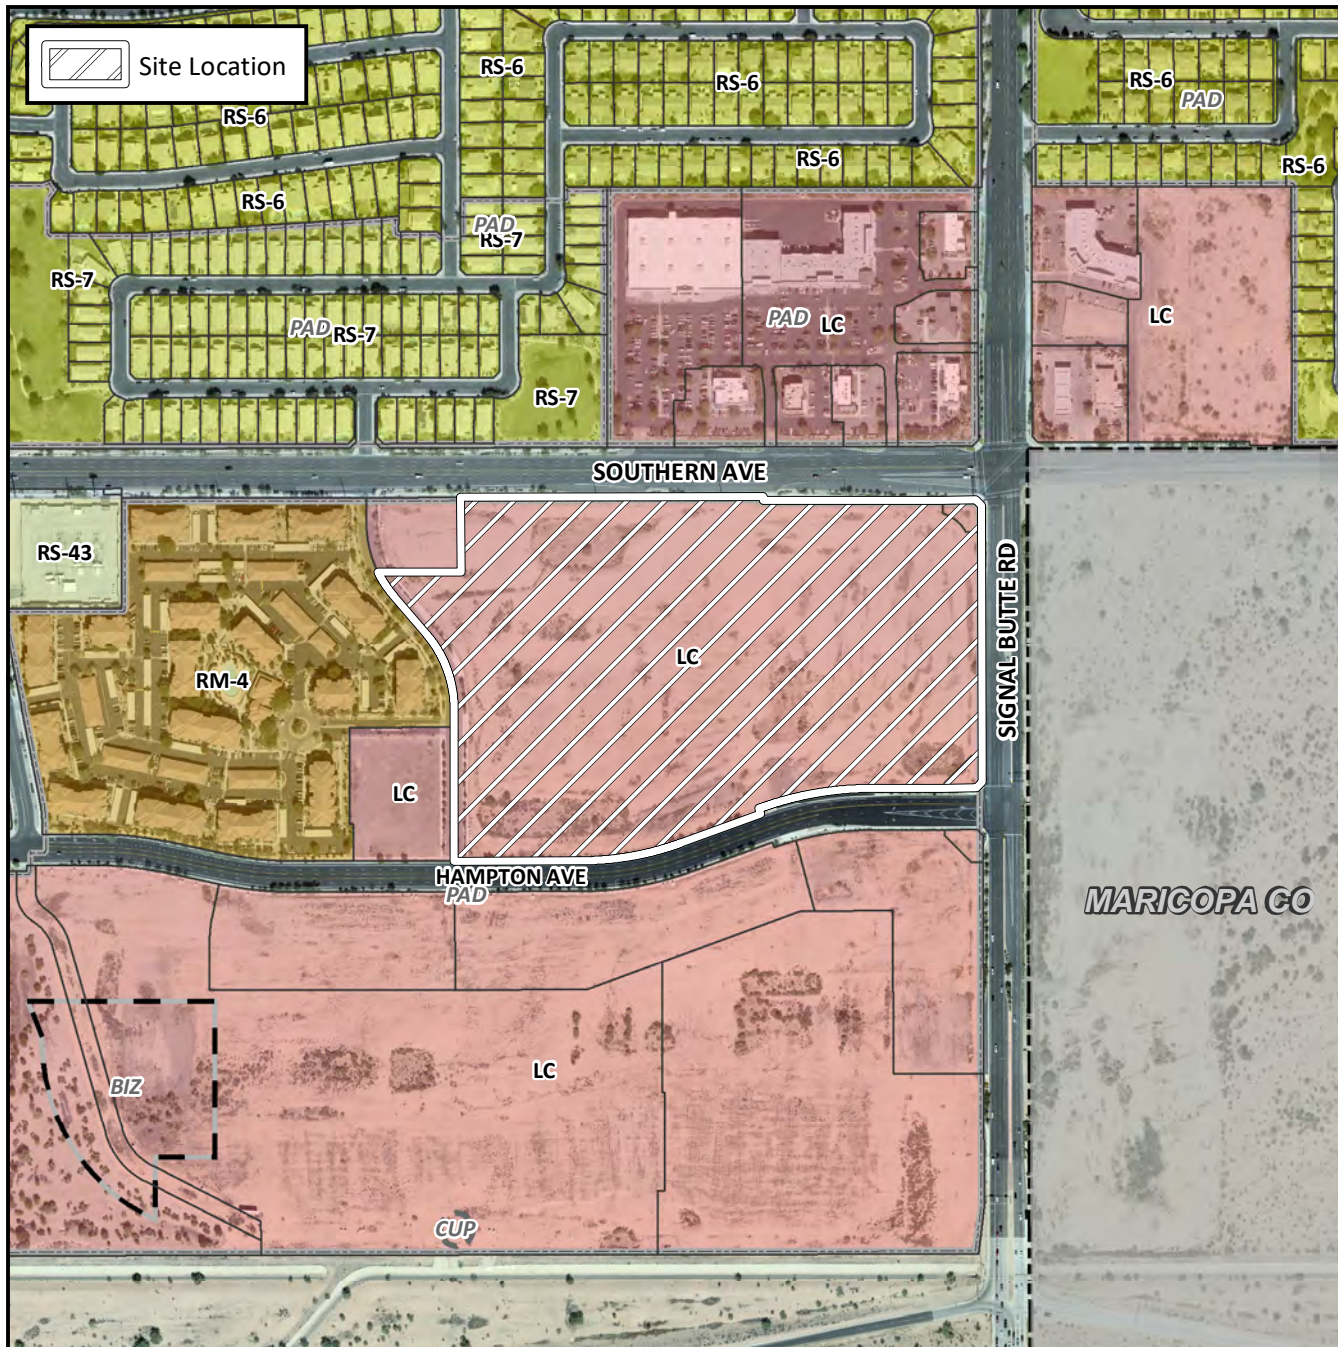 Site Location
RS-6
RS-6
RS-6
PAD
RS-6
RS-6
RS-6
RS-6
PAD
RS-7
RS-7
PAD
RS-7
PAD
LC
LC
RS-7
SOUTHERN AVE
RS-43
SIGNAL BUTTE RD
LC
RM-4
LC
HAMPTON AVE
PAD
MARICOPA CO
LC
BIZ
CUP